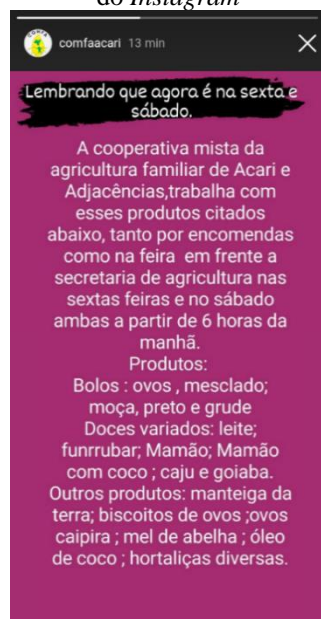 do Instagram
comfaacari 13 min
Lembrando que agora é na sexta e
sábado.
A cooperativa mista da
agricultura familiar de Acari e
Adjacências,trabalha com
esses produtos citados
abaixo, tanto por encomendas
como na feira em frente a
secretaria de agricultura nas
sextas feiras e no sábado
ambas a partir de 6 horas da
manhã.
Produtos:
Bolos : ovos , mesclado;
moça, preto e grude
Doces variados: leite;
funrrubar; Mamão; Mamão
com coco ; caju e goiaba.
Outros produtos: manteiga da
terra; biscoitos de ovos ;ovos
caipira ; mel de abelha ; óleo
de coco ; hortaliças diversas.